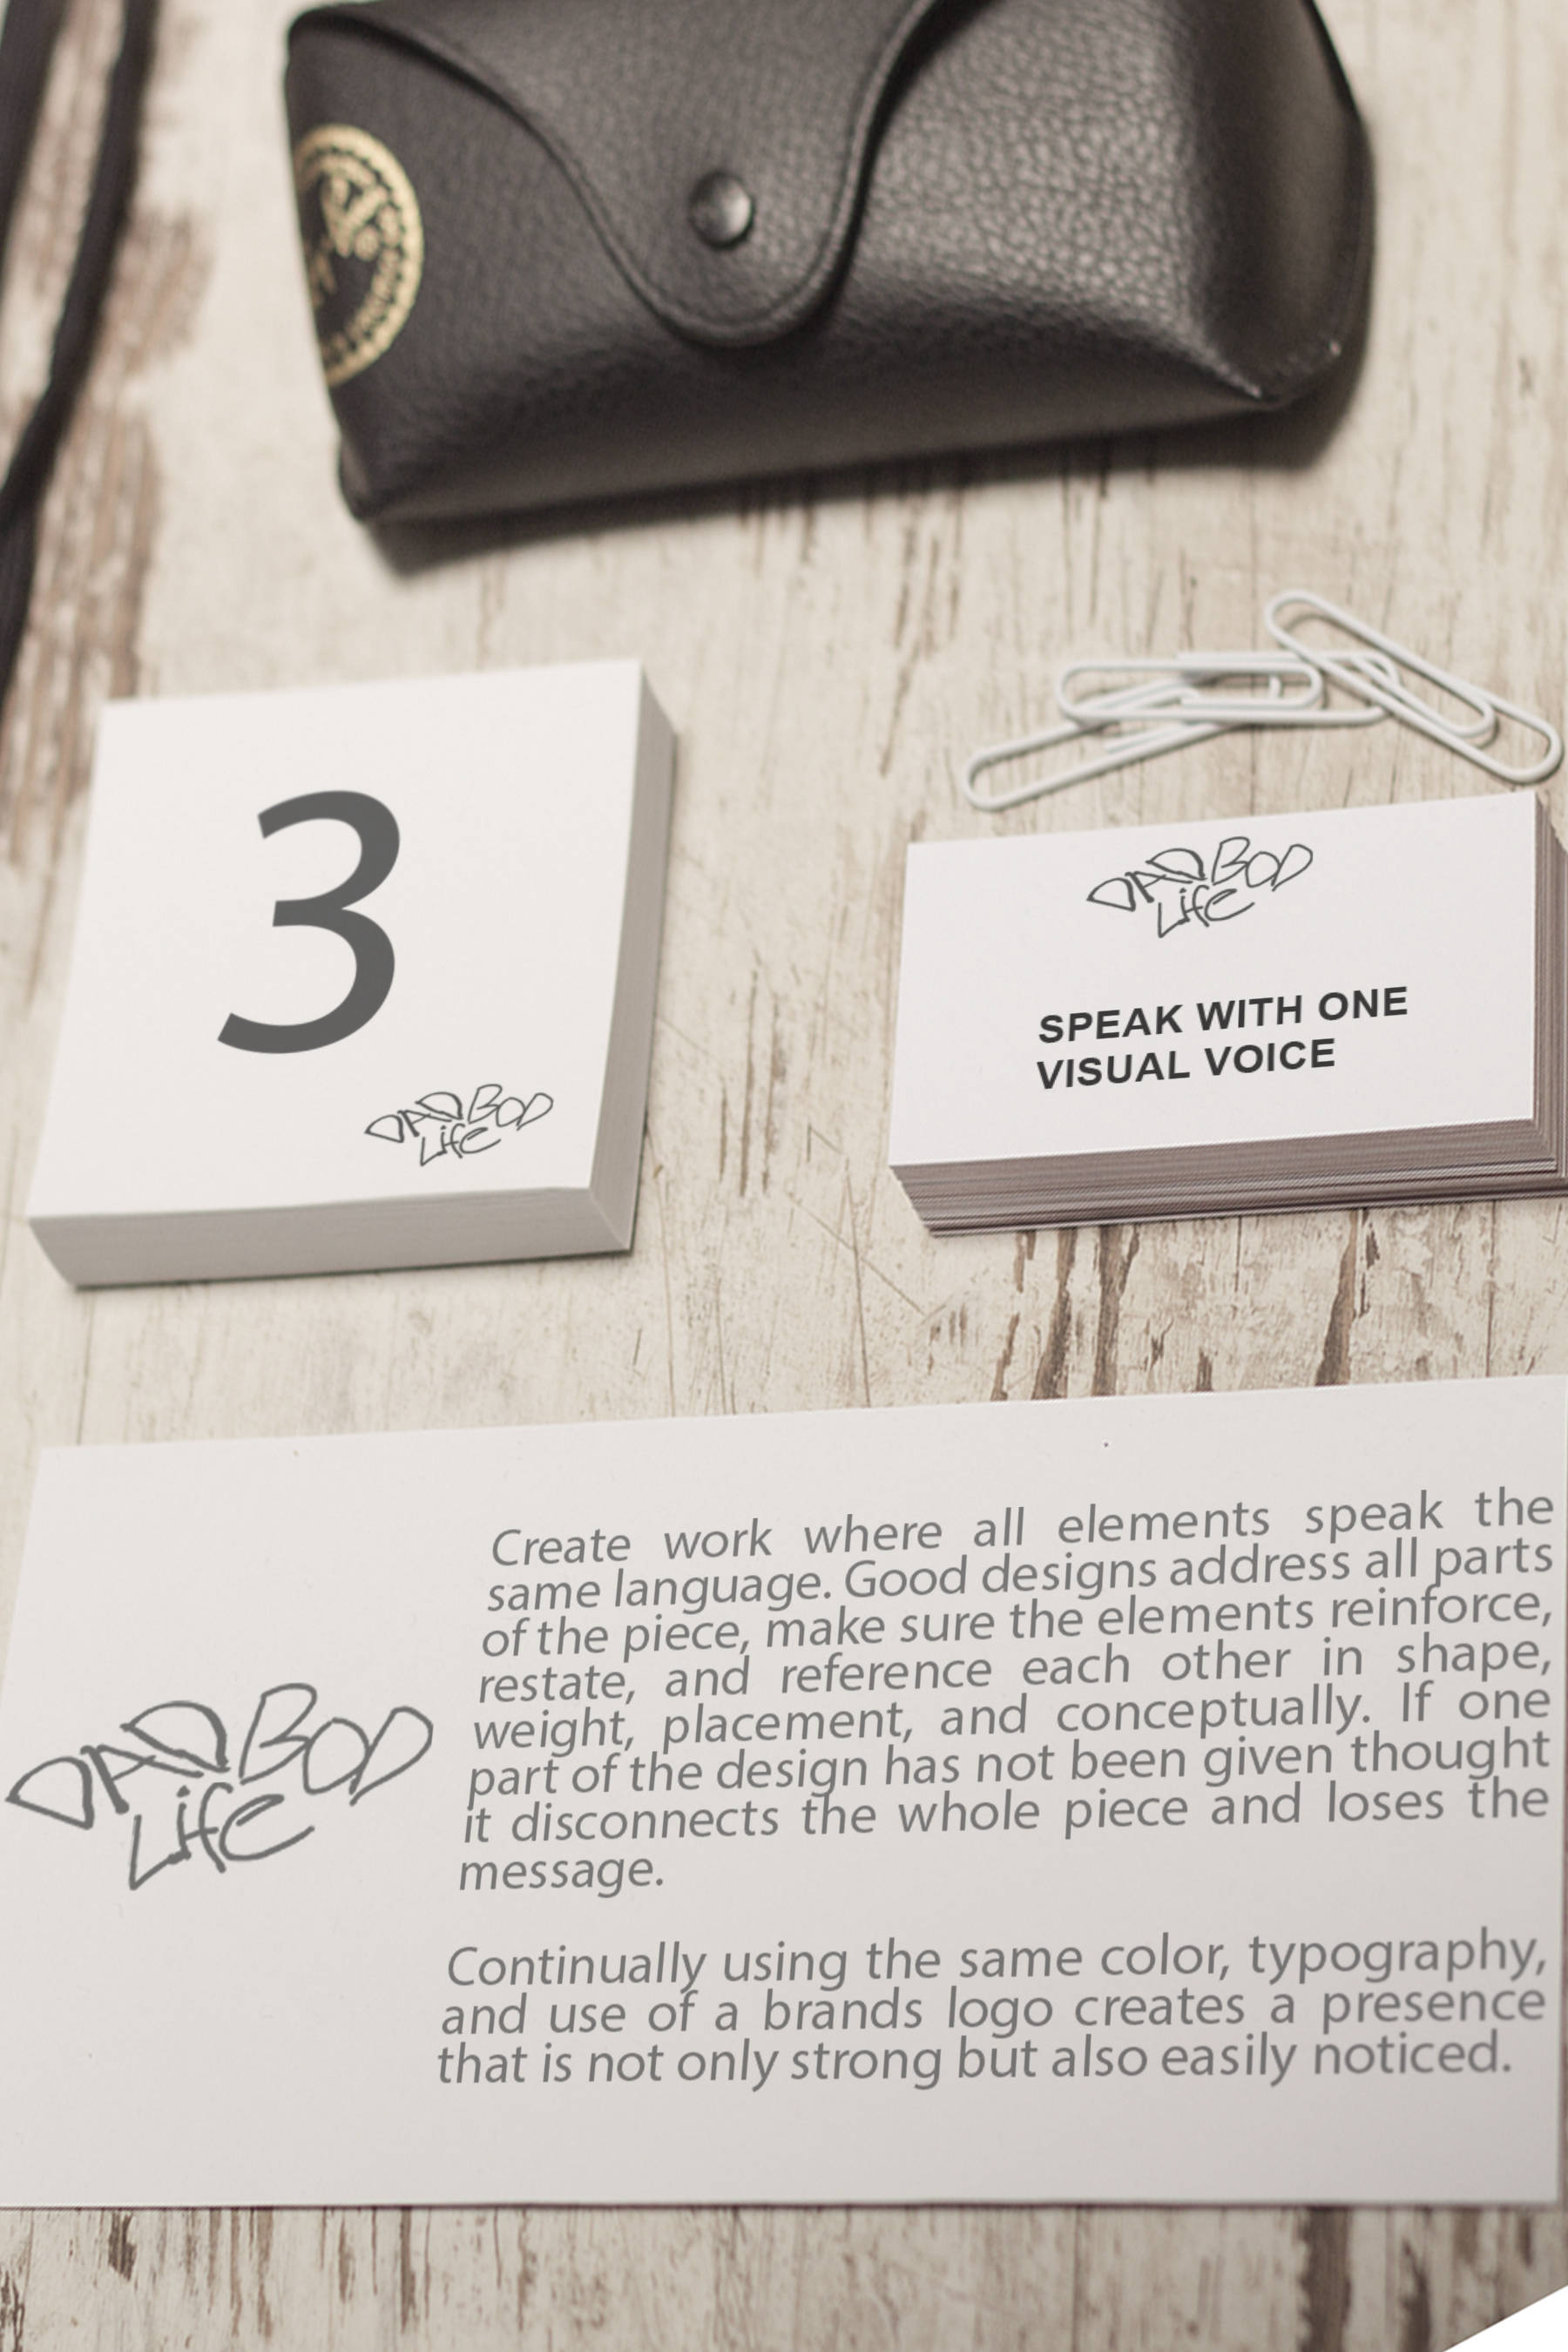 3
DAD BOD
Life
DAD BOD
Life
SPEAK WITH ONE
VISUAL VOICE
DAD BOD
Life
Create work where all elements speak the
same language. Good designs address all parts
of the piece, make sure the elements reinforce,
restate, and reference each other in shape,
weight, placement, and conceptually. If one
part of the design has not been given thought
it disconnects the whole piece and loses the
message.
Continually using the same color, typography,
and use of a brands logo creates a presence
that is not only strong but also easily noticed.